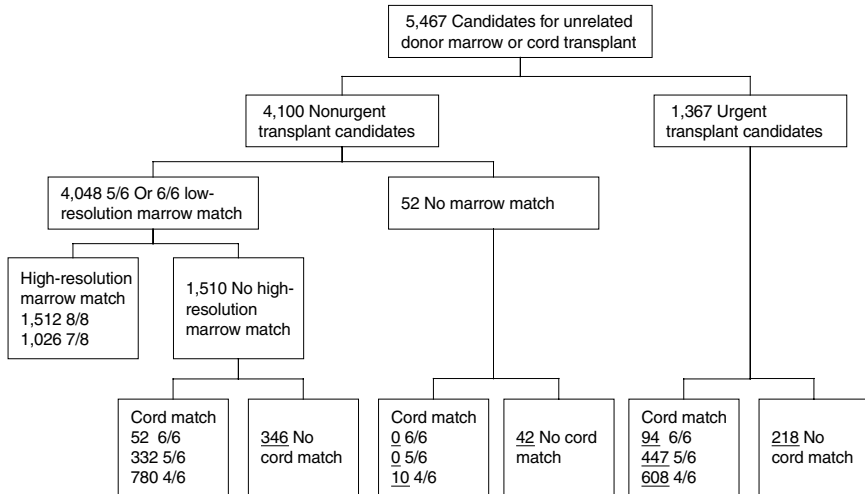 5,467 Candidates for unrelated
donor marrow or cord transplant
4,100 Nonurgent
transplant candidates
1,367 Urgent
transplant candidates
4,048 5/6 Or 6/6 low-
resolution marrow match
52 No marrow match
High-resolution
marrow match
1,512 8/8
1,026 7/8
1,510 No high-
resolution
marrow match
Cord match
52 6/6
332 5/6
780 4/6
346 No
cord match
Cord match
0 6/6
0 5/6
10 4/6
42 No cord
match
Cord match
94 6/6
447 5/6
608 4/6
218 No
cord match